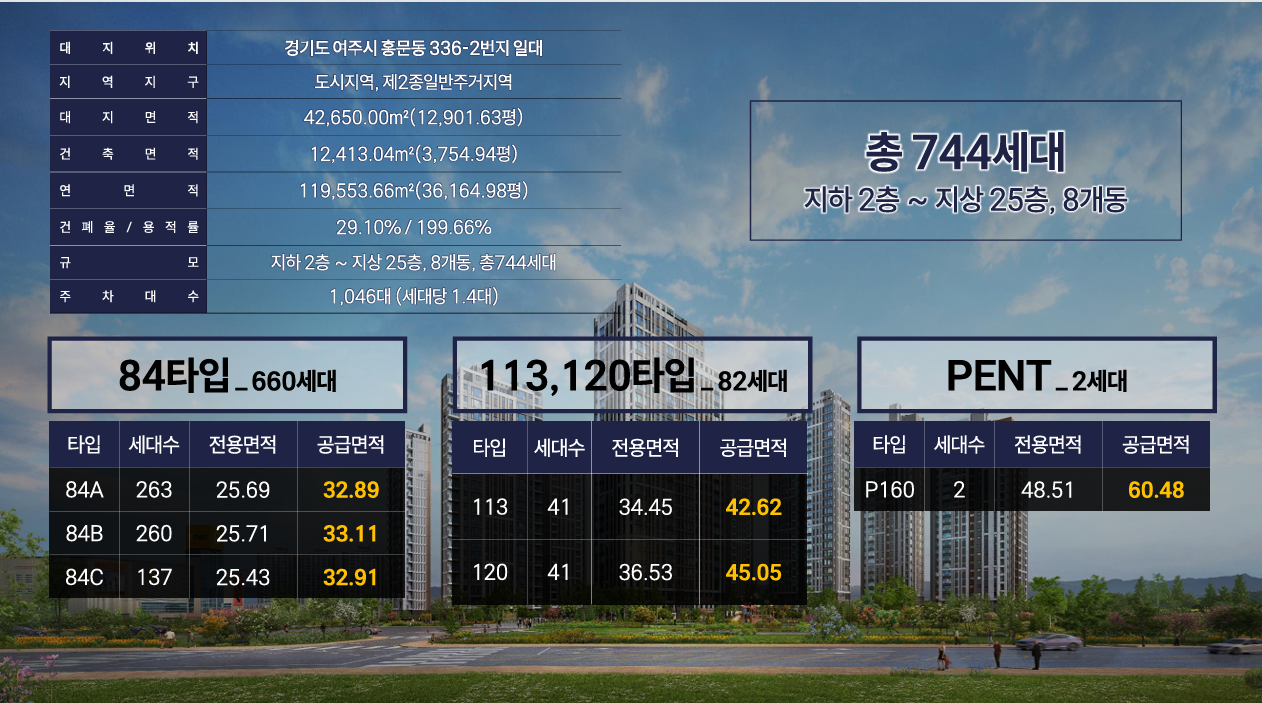 대지위치 경기도 여주시 홍문동 336-2번지 일대
지역지구 도시지역, 제2종일반주거지역
대지면적 42,650.00m²(12,901.63평)
건축면적 12,413.04m²(3,754.94평)
연면적 119,553.66m²(36,164.98평)
건폐율/용적률 29.10% / 199.66%
규모 지하 2층 ~ 지상 25층, 8개동, 총744세대
주차대수 1,046대 (세대당 1.4대)
총 744세대
지하 2층 ~ 지상 25층, 8개동
84타입_660세대
타입 세대수 전용면적 공급면적
84A 263 25.69 32.89
84B 260 25.71 33.11
84C 137 25.43 32.91
113,120타입_82세대
타입 세대수 전용면적 공급면적
113 41 34.45 42.62
120 41 36.53 45.05
PENT_2세대
타입 세대수 전용면적 공급면적
P160 2 48.51 60.48